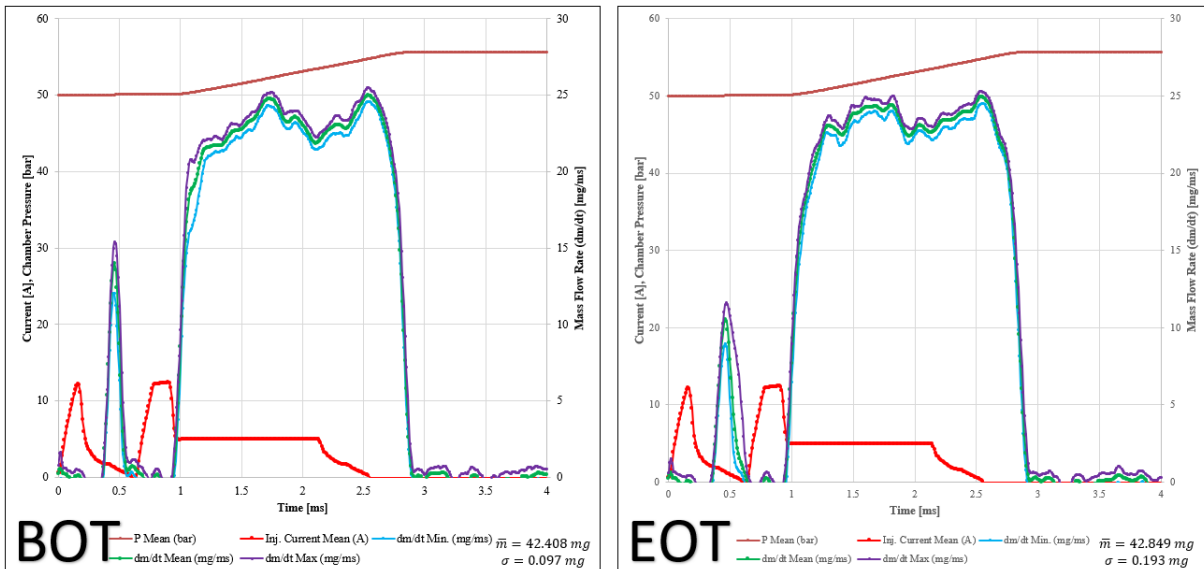 60
50
40
30
20
10
0
30
25
20
15
10
5
0
0
0.5
1
1.5
2
2.5
3
3.5
4
Current [A], Chamber Pressure [bar]
Mass Flow Rate (dm/dt) [mg/ms]
Time [ms]
BOT
P Mean (bar)
Inj. Current Mean (A)
dm/dt Min. (mg/ms)
dm/dt Mean (mg/ms)
dm/dt Max (mg/ms)
m̅ = 42.408 mg
σ = 0.097 mg
60
50
40
30
20
10
0
30
25
20
15
10
5
0
0
0.5
1
1.5
2
2.5
3
3.5
4
Current [A], Chamber Pressure [bar]
Mass Flow Rate (dm/dt) [mg/ms]
Time [ms]
EOT
P Mean (bar)
Inj. Current Mean (A)
dm/dt Min. (mg/ms)
dm/dt Mean (mg/ms)
dm/dt Max (mg/ms)
m̅ = 42.849 mg
σ = 0.193 mg